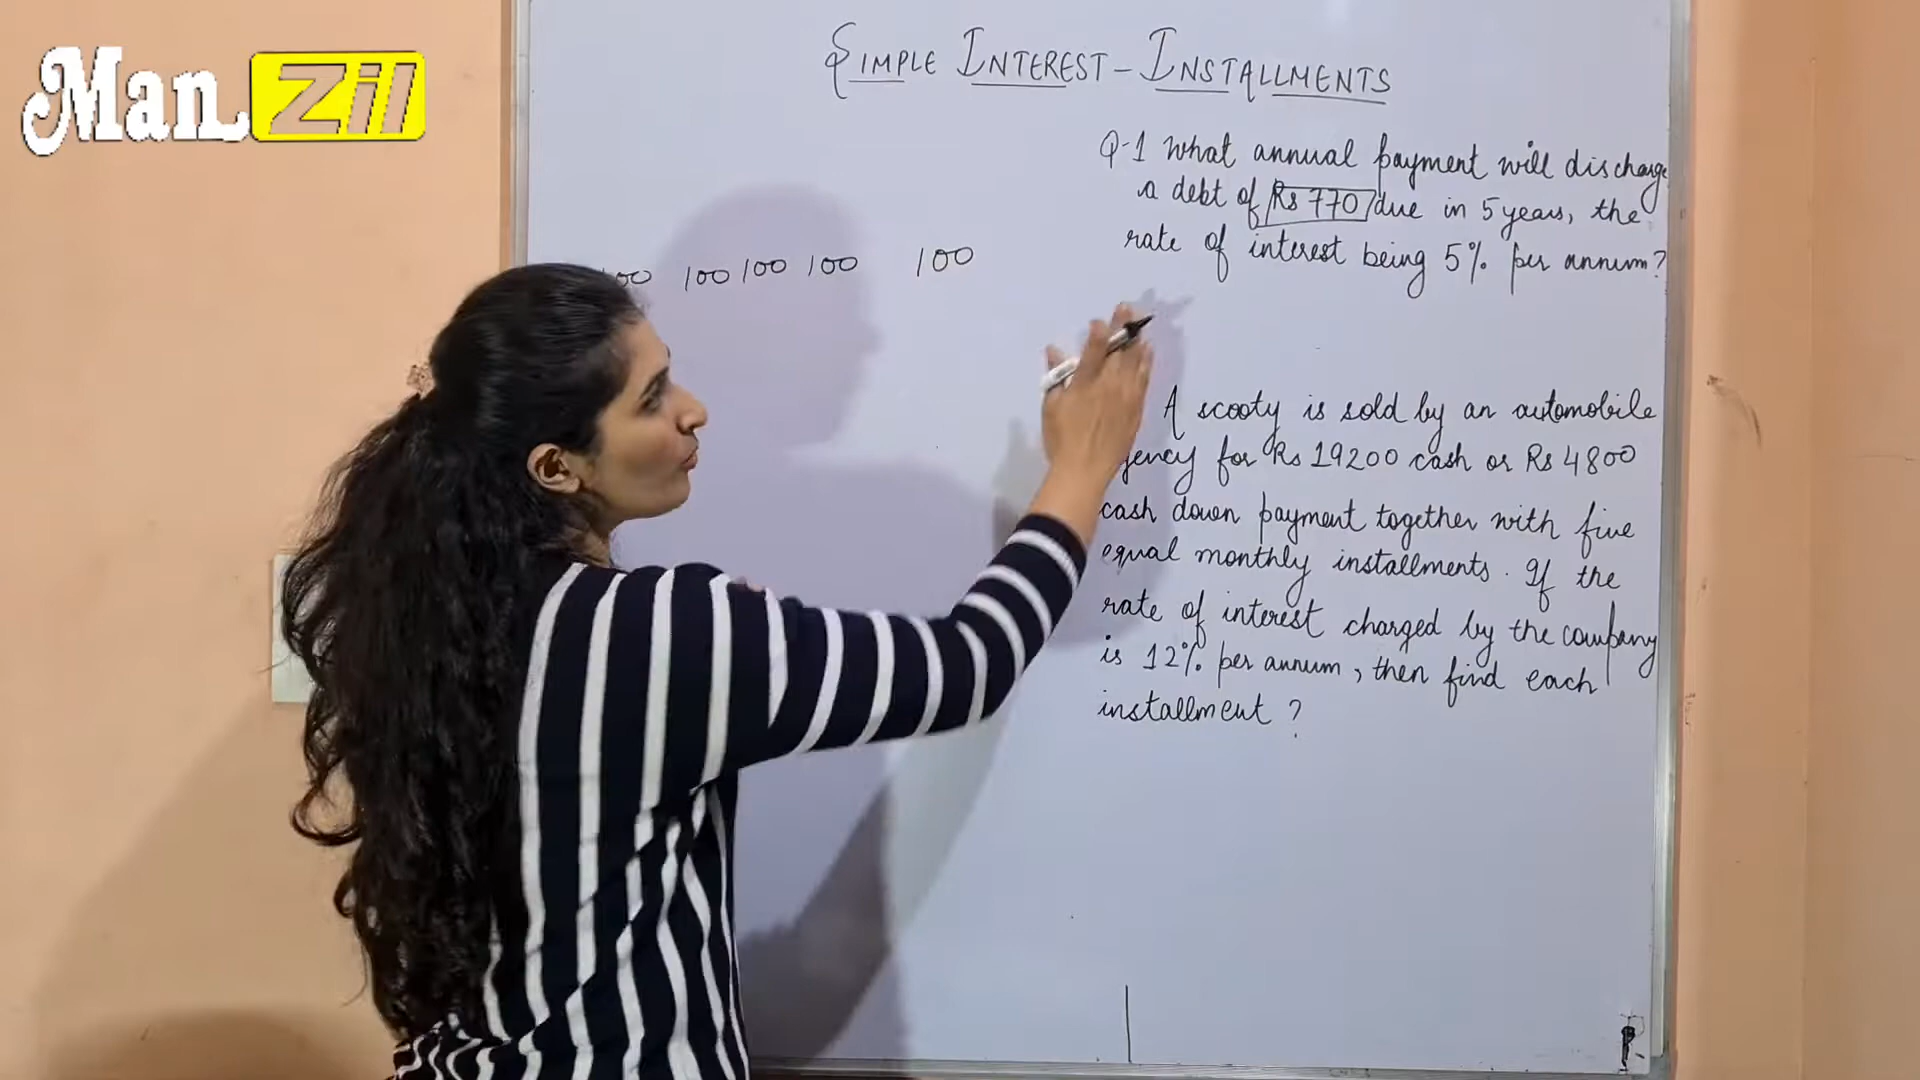 Man Zil
SIMPLE INTEREST - INSTALLMENTS
Q-1 What annual payment will discharge
a debt of Rs 770 due in 5 years, the
rate of interest being 5% per annum?
100 100 100 100 100
A scooty is sold by an automobile
gency for Rs 19200 cash or Rs 4800
cash down payment together with five
equal monthly installments. If the
rate of interest charged by the company
is 12% per annum, then find each
installment ?